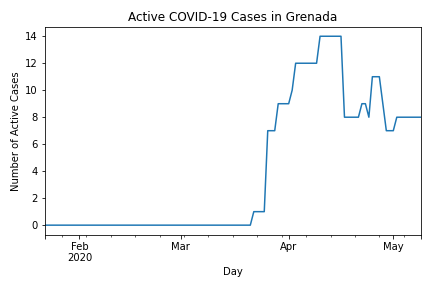 Active COVID-19 Cases in Grenada
Number of Active Cases
14
12
10
8
6
4
2
0
Feb
2020
Mar
Apr
May
Day